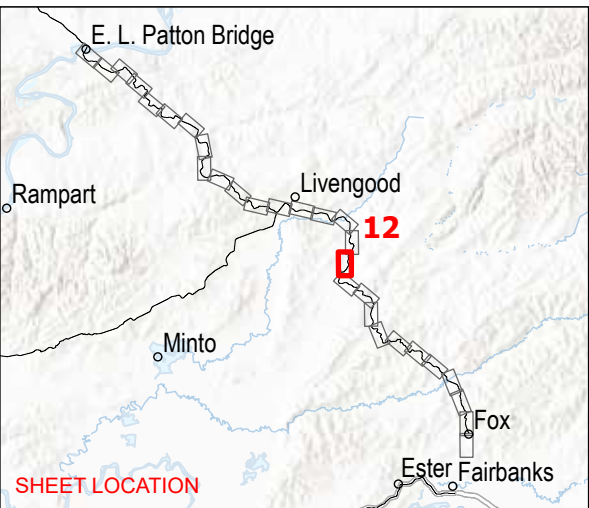 E. L. Patton Bridge
Rampart
Livengood
12
Minto
Fox
Ester Fairbanks
SHEET LOCATION